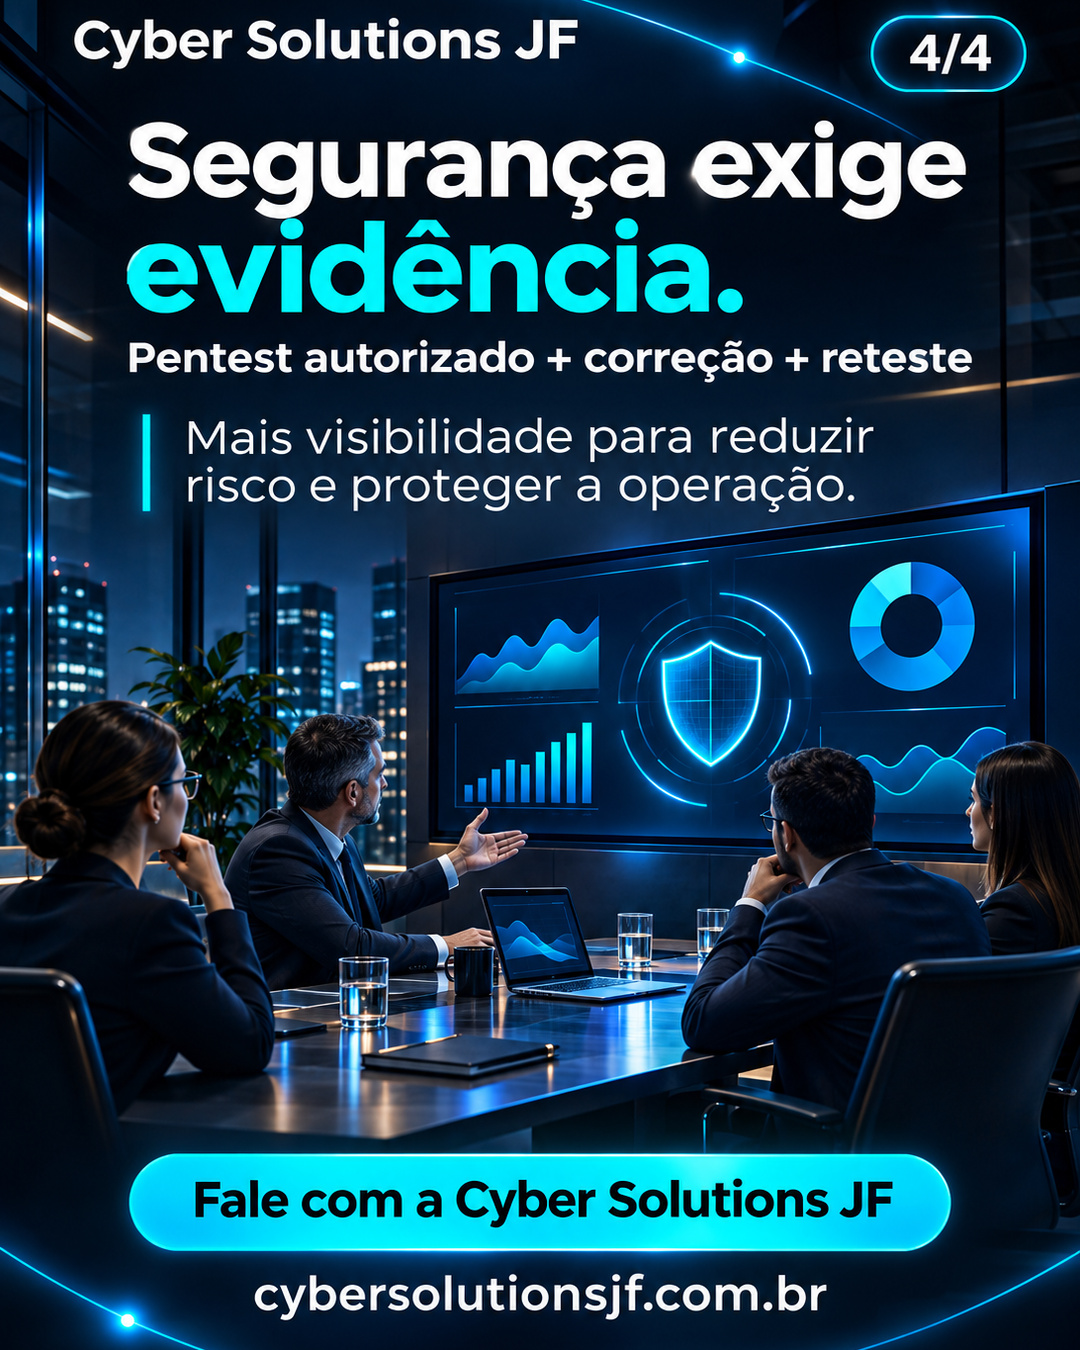 Cyber Solutions JF
4/4
Segurança exige
evidência.
Pentest autorizado + correção + reteste
Mais visibilidade para reduzir
risco e proteger a operação.
Fale com a Cyber Solutions JF
cybersolutionsjf.com.br